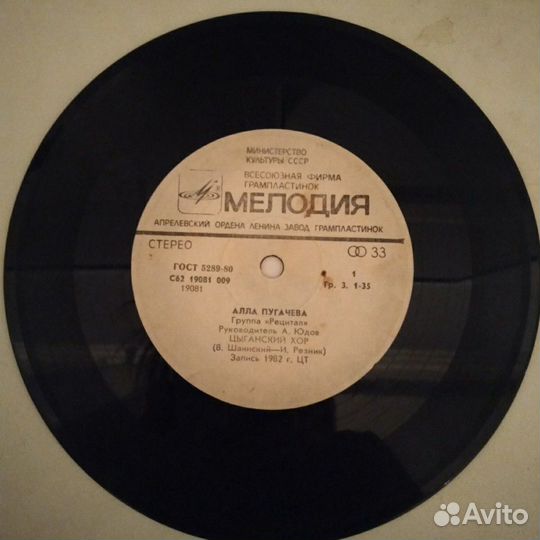 МИНИСТЕРСТВО
КУЛЬТУРЫ СССР
ВСЕСОЮЗНАЯ ФИРМА
ГРАМПЛАСТИНОК
МЕЛОДИЯ
АПРЕЛЕВСКИЙ ОРДЕНА ЛЕНИНА ЗАВОД ГРАМПЛАСТИНОК
СТЕРЕО 33
ГОСТ 5289-80 1
С62 19081 009 Гр. 3. 1-35
19081
АЛЛА ПУГАЧЕВА
Группа «Рецитал»
Руководитель А. Юдов
ЦЫГАНСКИЙ ХОР
(В. Шаинский—И. Резник)
Запись 1982 г. ЦТ
Avito